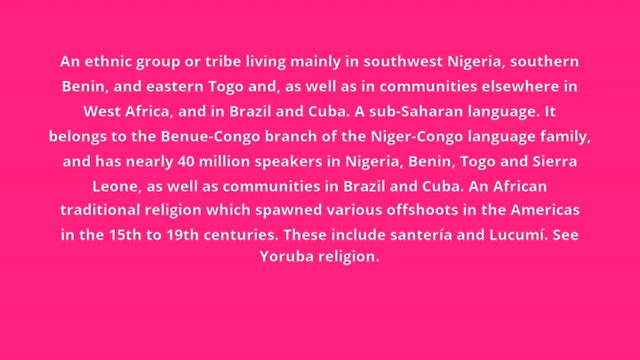 An ethnic group or tribe living mainly in southwest Nigeria, southern
Benin, and eastern Togo and, as well as in communities elsewhere in
West Africa, and in Brazil and Cuba. A sub-Saharan language. It
belongs to the Benue-Congo branch of the Niger-Congo language family,
and has nearly 40 million speakers in Nigeria, Benin, Togo and Sierra
Leone, as well as communities in Brazil and Cuba. An African
traditional religion which spawned various offshoots in the Americas
in the 15th to 19th centuries. These include santería and Lucumí. See
Yoruba religion.